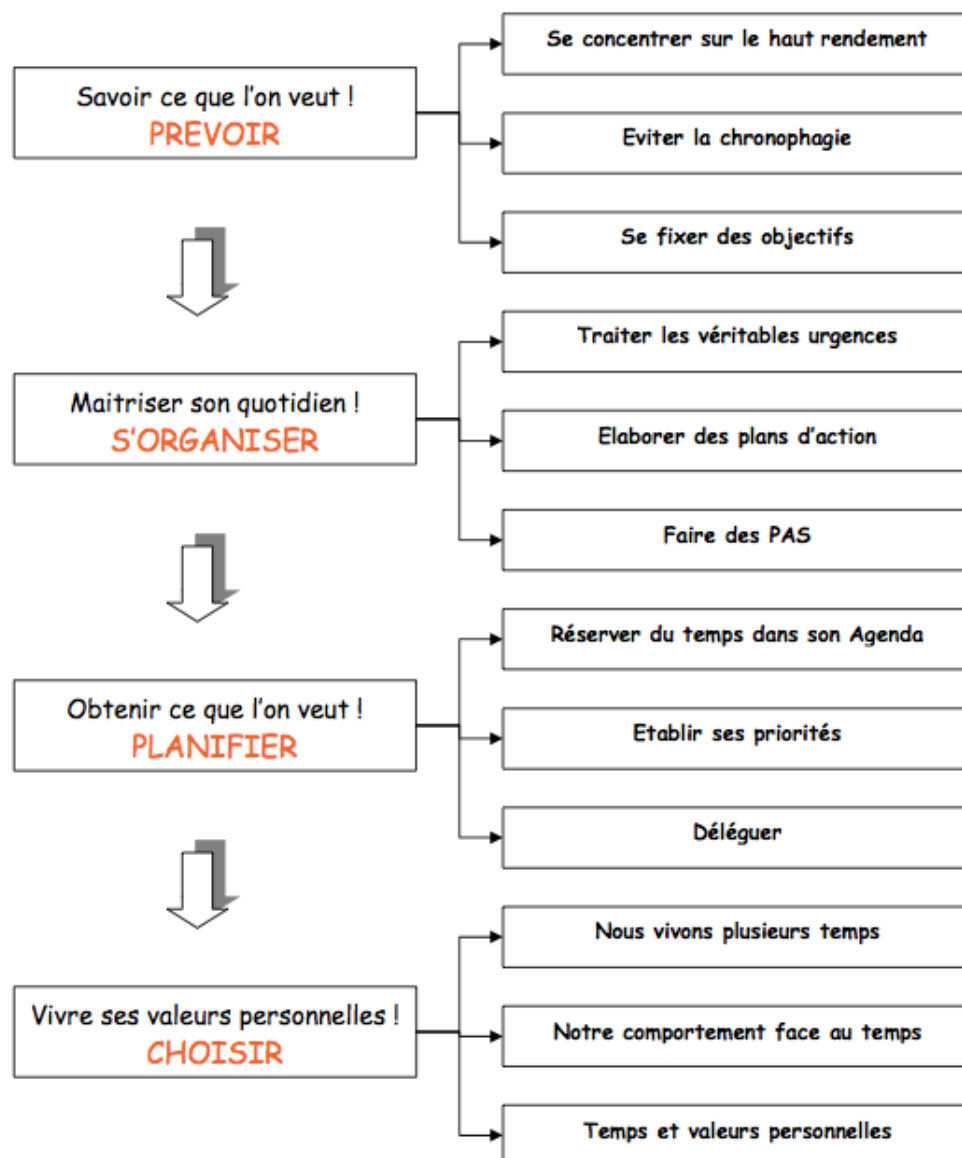 Savoir ce que l'on veut !
PREVOIR
Se concentrer sur le haut rendement
Eviter la chronophagie
Se fixer des objectifs
Maitriser son quotidien !
S'ORGANISER
Traiter les véritables urgences
Elaborer des plans d'action
Faire des PAS
Obtenir ce que l'on veut !
PLANIFIER
Réserver du temps dans son Agenda
Etablir ses priorités
Déléguer
Vivre ses valeurs personnelles !
CHOISIR
Nous vivons plusieurs temps
Notre comportement face au temps
Temps et valeurs personnelles